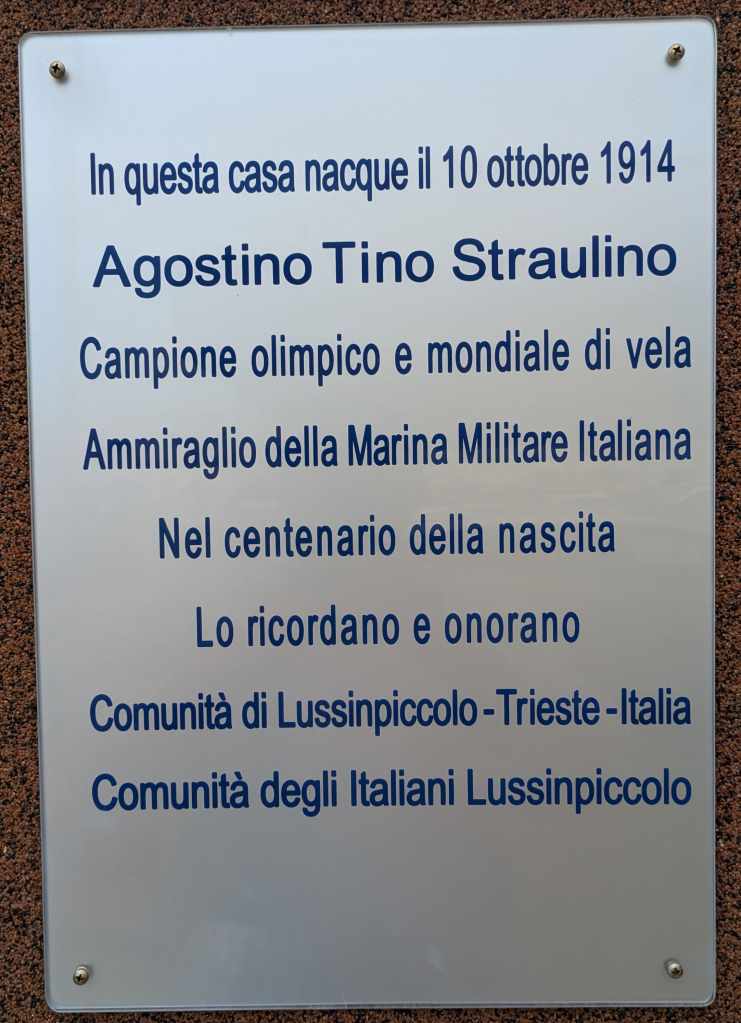 In questa casa nacque il 10 ottobre 1914
Agostino Tino Straulino
Campione olimpico e mondiale di vela
Ammiraglio della Marina Militare Italiana
Nel centenario della nascita
Lo ricordano e onorano
Comunità di Lussinpiccolo-Trieste-Italia
Comunità degli Italiani Lussinpiccolo